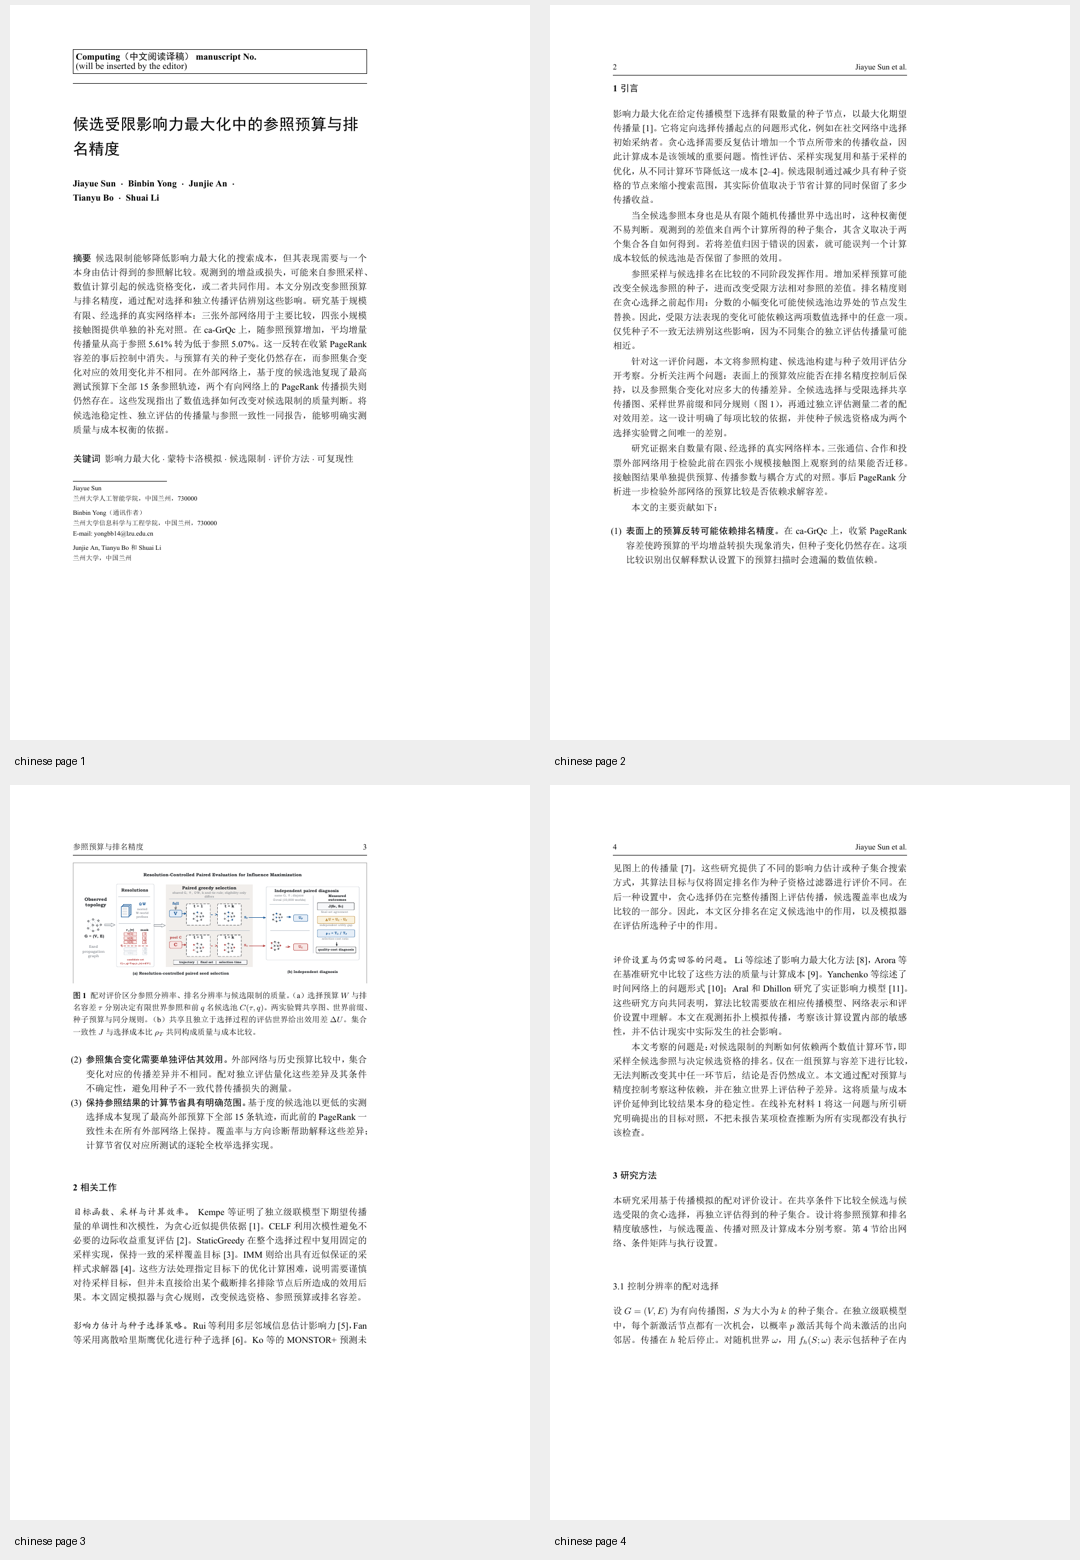 Computing（中文阅读译稿） manuscript No.
(will be inserted by the editor)
候选受限影响力最大化中的参照预算与排
名精度
Jiayue Sun · Binbin Yong · Junjie An ·
Tianyu Bo · Shuai Li
摘要 候选限制能够降低影响力最大化的搜索成本，但其表现需要与一个
本身由估计得到的参照解比较。观测到的增益或损失，可能来自参照采样、
数值计算引起的候选资格变化，或二者共同作用。本文分别改变参照预算
与排名精度，通过配对选择和独立传播评估辨别这些影响。研究基于规模
有限、经选择的真实网络样本：三张外部网络用于主要比较，四张小规模
接触图提供单独的补充对照。在 ca-GrQc 上，随参照预算增加，平均增量
传播量从高于参照 5.61% 转为低于参照 5.07%。这一反转在收紧 PageRank
容差的事后控制中消失。与预算有关的种子变化仍然存在，而参照集合变
化对应的效用变化并不相同。在外部网络上，基于度的候选池复现了最高
测试预算下全部 15 条参照轨迹，两个有向网络上的 PageRank 传播损失则
仍然存在。这些发现指出了数值选择如何改变对候选限制的质量判断。将
候选池稳定性、独立评估的传播量与参照一致性一同报告，能够明确实测
质量与成本权衡的依据。
关键词 影响力最大化 · 蒙特卡洛模拟 · 候选限制 · 评价方法 · 可复现性
Jiayue Sun
兰州大学人工智能学院，中国兰州，730000
Binbin Yong（通讯作者）
兰州大学信息科学与工程学院，中国兰州，730000
E-mail: yongbb14@lzu.edu.cn
Junjie An, Tianyu Bo 和 Shuai Li
兰州大学，中国兰州
chinese page 1
2 Jiayue Sun et al.
1 引言
影响力最大化在给定传播模型下选择有限数量的种子节点，以最大化期望
传播量 [1]。它将定向选择传播起点的问题形式化，例如在社交网络中选择
初始采纳者。贪心选择需要反复估计增加一个节点所带来的传播收益，因
此计算成本是该领域的重要问题。惰性评估、采样实现复用和基于采样的
优化，从不同计算环节降低这一成本 [2–4]。候选限制通过减少具有种子资
格的节点来缩小搜索范围，其实际价值取决于节省计算的同时保留了多少
传播收益。
当全候选参照本身也是从有限个随机传播世界中选出时，这种权衡便
不易判断。观测到的差值来自两个计算所得的种子集合，其含义取决于两
个集合各自如何得到。若将差值归因于错误的因素，就可能误判一个计算
成本较低的候选池是否保留了参照的效用。
参照采样与候选排名在比较的不同阶段发挥作用。增加采样预算可能
改变全候选参照的种子，进而改变受限方法相对参照的差值。排名精度则
在贪心选择之前起作用：分数的小幅变化可能使候选池边界处的节点发生
替换。因此，受限方法表现的变化可能依赖这两项数值选择中的任意一项。
仅凭种子不一致无法辨别这些影响，因为不同集合的独立评估传播量可能
相近。
针对这一评价问题，本文将参照构建、候选池构建与种子效用评估分
开考察。分析关注两个问题：表面上的预算效应能否在排名精度控制后保
持，以及参照集合变化对应多大的传播差异。全候选选择与受限选择共享
传播图、采样世界前缀和同分规则（图 1），再通过独立评估测量二者的配
对效用差。这一设计明确了每项比较的依据，并使种子候选资格成为两个
选择实验臂之间唯一的差别。
研究证据来自数量有限、经选择的真实网络样本。三张通信、合作和投
票外部网络用于检验此前在四张小规模接触图上观察到的结果能否迁移。
接触图结果单独提供预算、传播参数与耦合方式的对照。事后 PageRank 分
析进一步检验外部网络的预算比较是否依赖求解容差。
本文的主要贡献如下：
(1) 表面上的预算反转可能依赖排名精度。在 ca-GrQc 上，收紧 PageRank
容差使跨预算的平均增益转损失现象消失，但种子变化仍然存在。这项
比较识别出仅解释默认设置下的预算扫描时会遗漏的数值依赖。
chinese page 2
参照预算与排名精度 3
Resolution-Controlled Paired Evaluation for Influence Maximization
Observed
topology
G = (V, E)
Resolutions
Paired greedy selection
Independent paired diagnosis
Measured
outcomes
quality-cost diagnosis
(a) Resolution-controlled paired seed selection
(b) Independent diagnosis
图 1 配对评价区分参照分辨率、排名分辨率与候选限制的质量。(a) 选择预算 W 与排
名容差 τ 分别决定有限世界参照和前 q 名候选池 C(τ, q)。两实验臂共享图、世界前缀、
种子预算与同分规则。(b) 共享且独立于选择过程的评估世界给出效用差 ΔU。集合
一致性 J 与选择成本比 ρT 共同构成质量与成本比较。
(2) 参照集合变化需要单独评估其效用。外部网络与历史预算比较中，集合
变化对应的传播差异并不相同。配对独立评估量化这些差异及其条件
不确定性，避免用种子不一致代替传播损失的测量。
(3) 保持参照结果的计算节省具有明确范围。基于度的候选池以更低的实测
选择成本复现了最高外部预算下全部 15 条轨迹，而此前的 PageRank 一
致性未在所有外部网络上保持。覆盖率与方向诊断帮助解释这些差异；
计算节省仅对应所测试的逐轮全枚举选择实现。
2 相关工作
目标函数、采样与计算效率。 Kempe 等证明了独立级联模型下期望传播
量的单调性和次模性，为贪心近似提供依据 [1]。CELF 利用次模性避免不
必要的边际收益重复评估 [2]。StaticGreedy 在整个选择过程中复用固定的
采样实现，保持一致的采样覆盖目标 [3]。IMM 则给出具有近似保证的采
样式求解器 [4]。这些方法处理指定目标下的优化计算困难，说明需要谨慎
对待采样目标，但并未直接给出某个截断排名排除节点后所造成的效用后
果。本文固定模拟器与贪心规则，改变候选资格、参照预算或排名容差。
影响力估计与种子选择策略。Rui 等利用多层邻域信息估计影响力 [5]，Fan
等采用离散哈里斯鹰优化进行种子选择 [6]。Ko 等的 MONSTOR+ 预测未
chinese page 3
4 Jiayue Sun et al.
见图上的传播量 [7]。这些研究提供了不同的影响估计或种子集合搜索
方式，其算法目标与仅将固定排名作为种子资格过滤器进行评价不同。在
后一种设置中，贪心选择仍在完整传播图上评估传播，候选覆盖率也成为
比较的一部分。因此，本文区分排名在定义候选池中的作用，以及模拟器
在评估所选种子中的作用。
评价设置与仍需回答的问题。 Li 等综述了影响力最大化方法 [8]，Arora 等
在基准研究中比较了这些方法的质量与计算成本 [9]。Yanchenko 等综述了
时间网络上的问题形式 [10]；Aral 和 Dhillon 研究了实证影响力模型 [11]。
这些研究方向共同表明，算法比较需要放在相应传播模型、网络表示和评
价设置中理解。本文在观测拓扑上模拟传播，考察该计算设置内部的敏感
性，并不估计现实中实际发生的社会影响。
本文考察的问题是：对候选限制的判断如何依赖两个数值计算环节，即
采样全候选参照与决定候选资格的排名。仅在一组预算与容差下进行比较，
无法判断改变其中任一环节后，结论是否仍然成立。本文通过配对预算与
精度控制考察这种依赖，并在独立世界上评估种子差异。这将质量与成本
评价延伸到比较结果本身的稳定性。在线补充材料 1 将这一问题与所引研
究明确提出的目标对照，不把未报告某项检查推断为所有实现都没有执行
该检查。
3 研究方法
本研究采用基于传播模拟的配对评价设计。在共享条件下比较全候选与候
选受限的贪心选择，再独立评估得到的种子集合。设计将参照预算和排名
精度敏感性，与候选覆盖、传播对照及计算成本分别考察。第 4 节给出网
络、条件矩阵与执行设置。
3.1 控制分辨率的配对选择
设 G = (V, E) 为有向传播图，S 为大小为 k 的种子集合。在独立级联模型
中，每个新激活节点都有一次机会，以概率 p 激活其每个尚未激活的出向
邻居。传播在 h 轮后停止。对随机世界 ω，用 fh(S; ω) 表示包括种子在内
chinese page 4